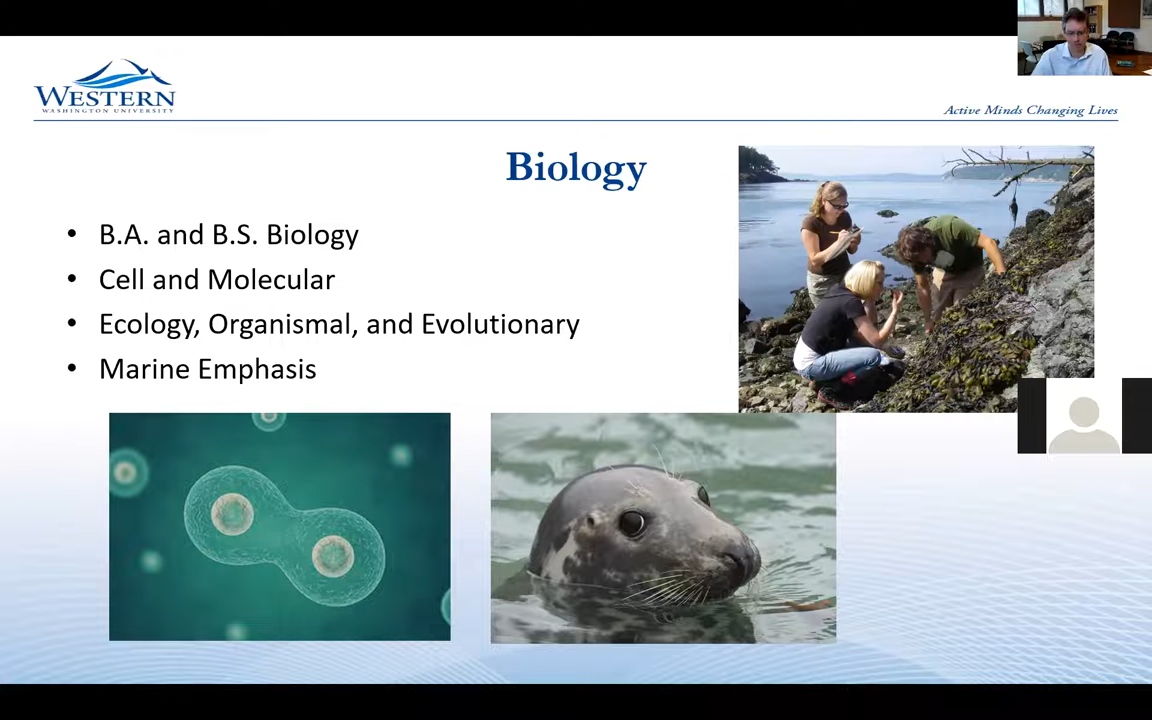 WESTERN
WASHINGTON UNIVERSITY
Active Minds Changing Lives
Biology
• B.A. and B.S. Biology
• Cell and Molecular
• Ecology, Organismal, and Evolutionary
• Marine Emphasis